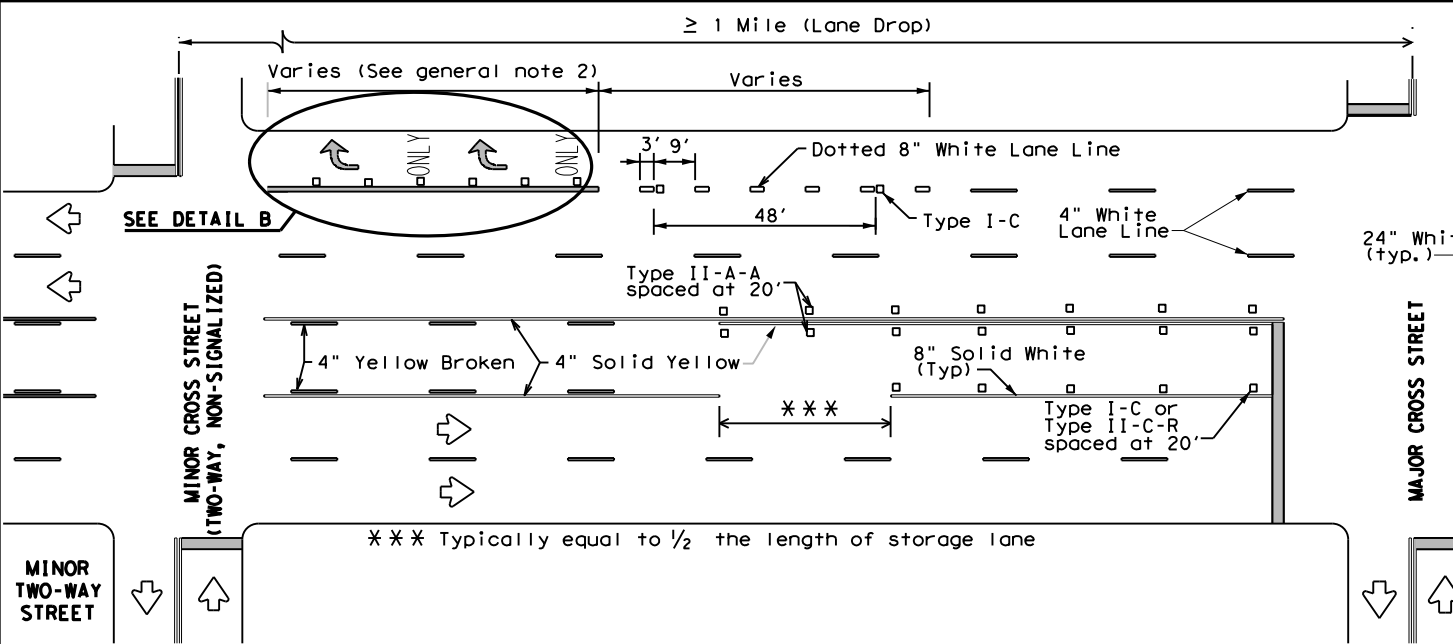 ≥ 1 Mile (Lane Drop)
Varies (See general note 2)
Varies
ONLY
ONLY
3'
9'
Dotted 8" White Lane Line
SEE DETAIL B
48'
Type I-C
4" White
Lane Line
24" Whi
(typ.)
Type II-A-A
spaced at 20'
MINOR CROSS STREET
(TWO-WAY, NON-SIGNALIZED)
4" Yellow Broken
4" Solid Yellow
8" Solid White
(Typ)
***
Type I-C or
Type II-C-R
spaced at 20'
MAJOR CROSS STREET
*** Typically equal to ½ the length of storage lane
MINOR
TWO-WAY
STREET